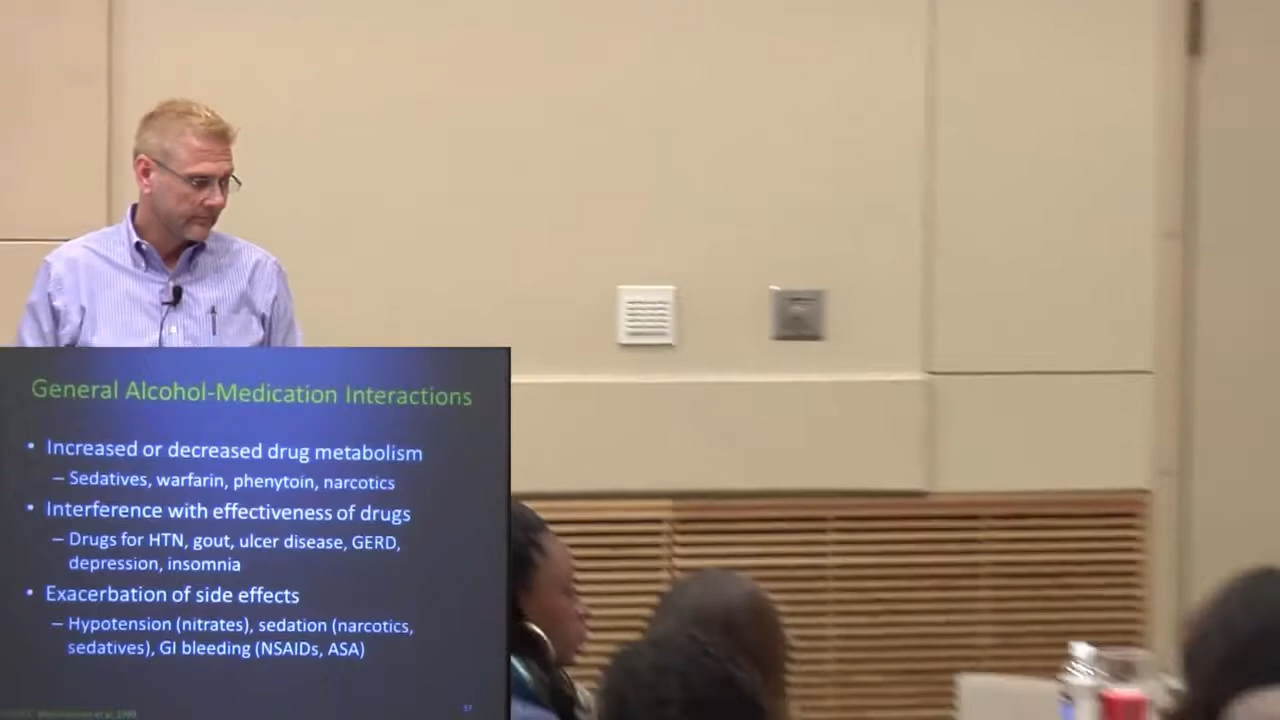 General Alcohol-Medication Interactions
• Increased or decreased drug metabolism
– Sedatives, warfarin, phenytoin, narcotics
• Interference with effectiveness of drugs
– Drugs for HTN, gout, ulcer disease, GERD,
depression, insomnia
• Exacerbation of side effects
– Hypotension (nitrates), sedation (narcotics,
sedatives), GI bleeding (NSAIDs, ASA)